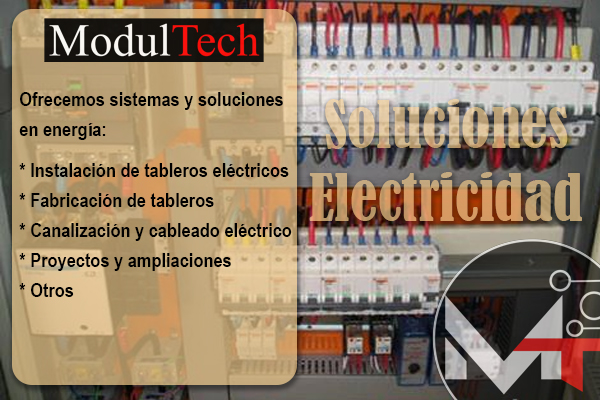 ModulTech
Ofrecemos sistemas y soluciones
en energía:
* Instalación de tableros eléctricos
* Fabricación de tableros
* Canalización y cableado eléctrico
* Proyectos y ampliaciones
* Otros
Soluciones
Electricidad
MT